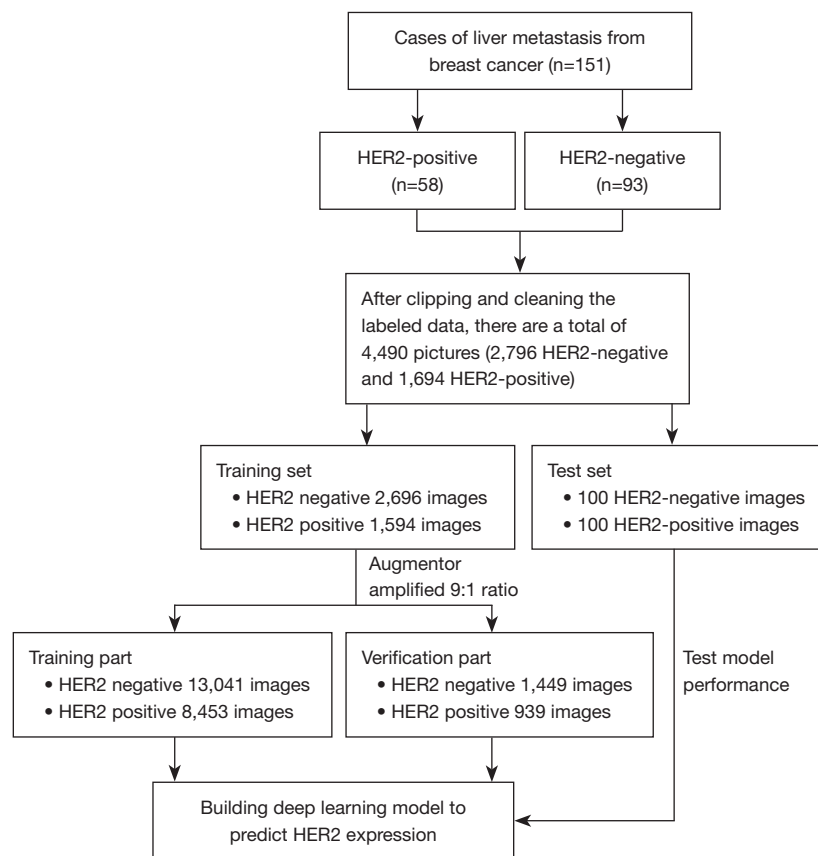 Cases of liver metastasis from
breast cancer (n=151)
HER2-positive
(n=58)
HER2-negative
(n=93)
After clipping and cleaning the
labeled data, there are a total of
4,490 pictures (2,796 HER2-negative
and 1,694 HER2-positive)
Training set
• HER2 negative 2,696 images
• HER2 positive 1,594 images
Test set
• 100 HER2-negative images
• 100 HER2-positive images
Augmentor
amplified 9:1 ratio
Training part
• HER2 negative 13,041 images
• HER2 positive 8,453 images
Verification part
• HER2 negative 1,449 images
• HER2 positive 939 images
Test model
performance
Building deep learning model to
predict HER2 expression